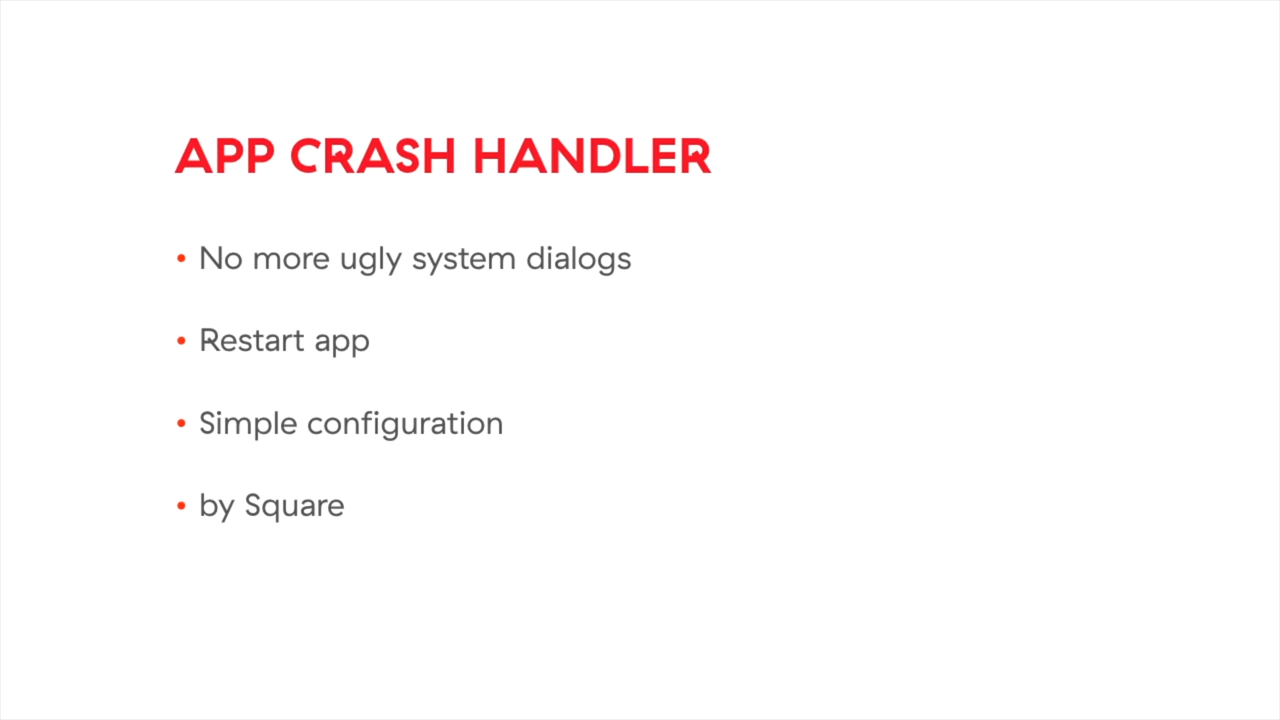 APP CRASH HANDLER
• No more ugly system dialogs
• Restart app
• Simple configuration
• by Square